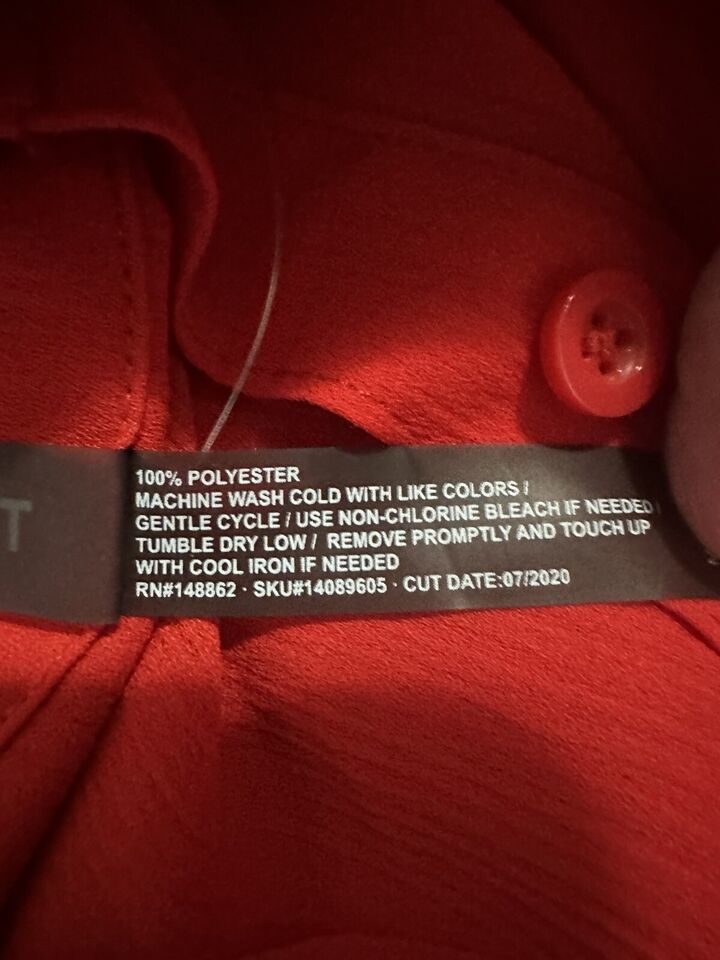 T
100% POLYESTER
MACHINE WASH COLD WITH LIKE COLORS /
GENTLE CYCLE / USE NON-CHLORINE BLEACH IF NEEDED /
TUMBLE DRY LOW / REMOVE PROMPTLY AND TOUCH UP
WITH COOL IRON IF NEEDED
RN#148862 · SKU#14089605 · CUT DATE:07/2020